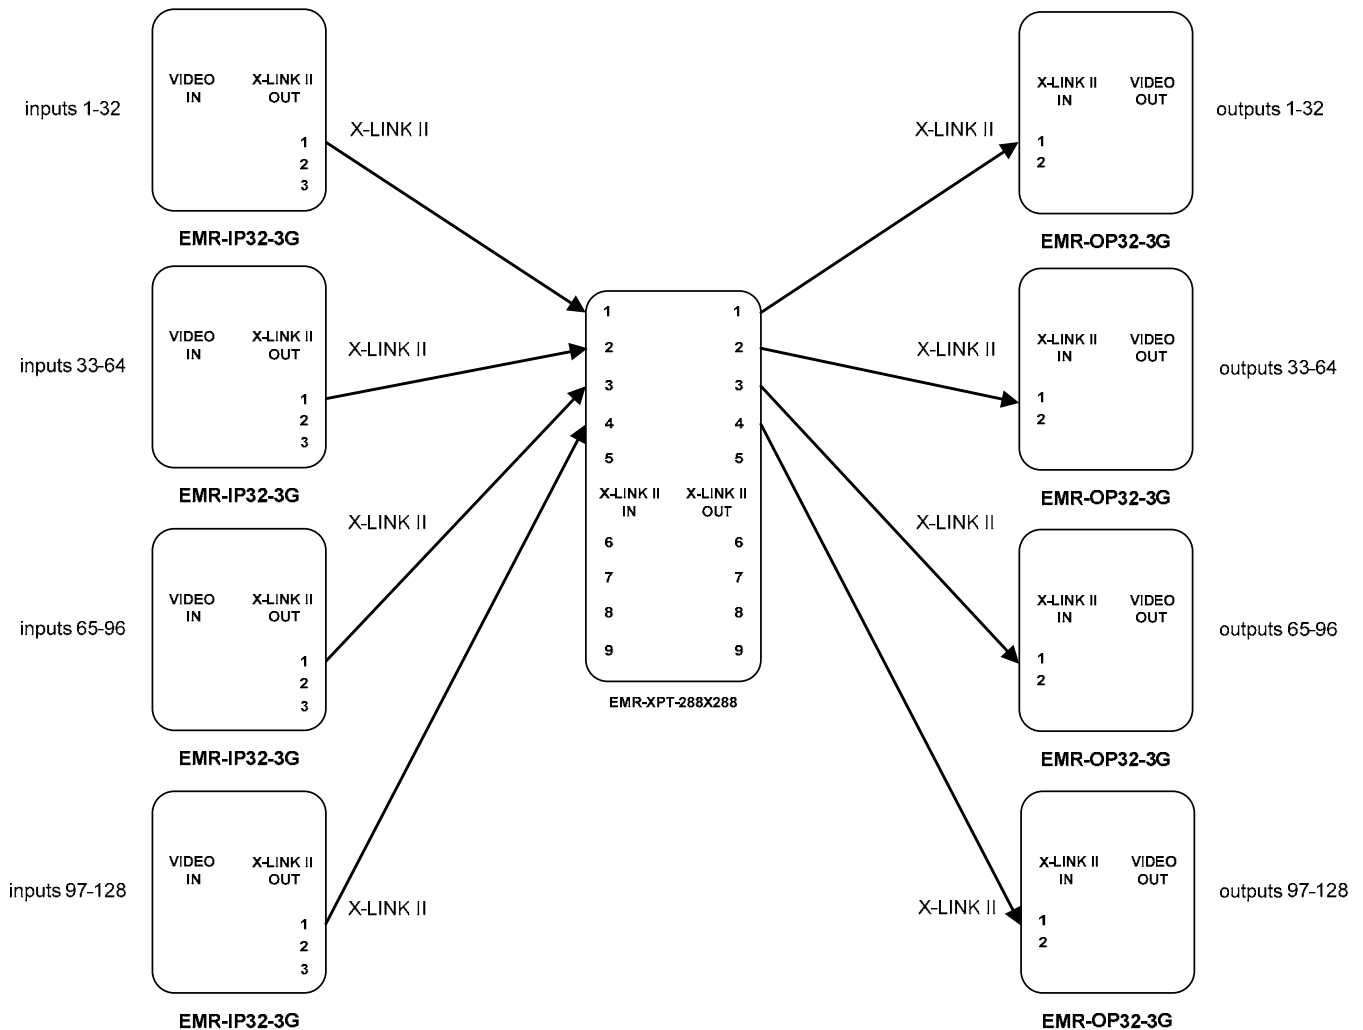 inputs 1-32
VIDEO IN
X-LINK II OUT
1
2
3
EMR-IP32-3G
X-LINK II
inputs 33-64
VIDEO IN
X-LINK II OUT
1
2
3
EMR-IP32-3G
X-LINK II
inputs 65-96
VIDEO IN
X-LINK II OUT
1
2
3
EMR-IP32-3G
X-LINK II
inputs 97-128
VIDEO IN
X-LINK II OUT
1
2
3
EMR-IP32-3G
X-LINK II
1 1
2 2
3 3
4 4
5 5
X-LINK II IN
X-LINK II OUT
6 6
7 7
8 8
9 9
EMR-XPT-288X288
X-LINK II
X-LINK II IN
VIDEO OUT
1
2
EMR-OP32-3G
outputs 1-32
X-LINK II
X-LINK II IN
VIDEO OUT
1
2
EMR-OP32-3G
outputs 33-64
X-LINK II
X-LINK II IN
VIDEO OUT
1
2
EMR-OP32-3G
outputs 65-96
X-LINK II
X-LINK II IN
VIDEO OUT
1
2
EMR-OP32-3G
outputs 97-128